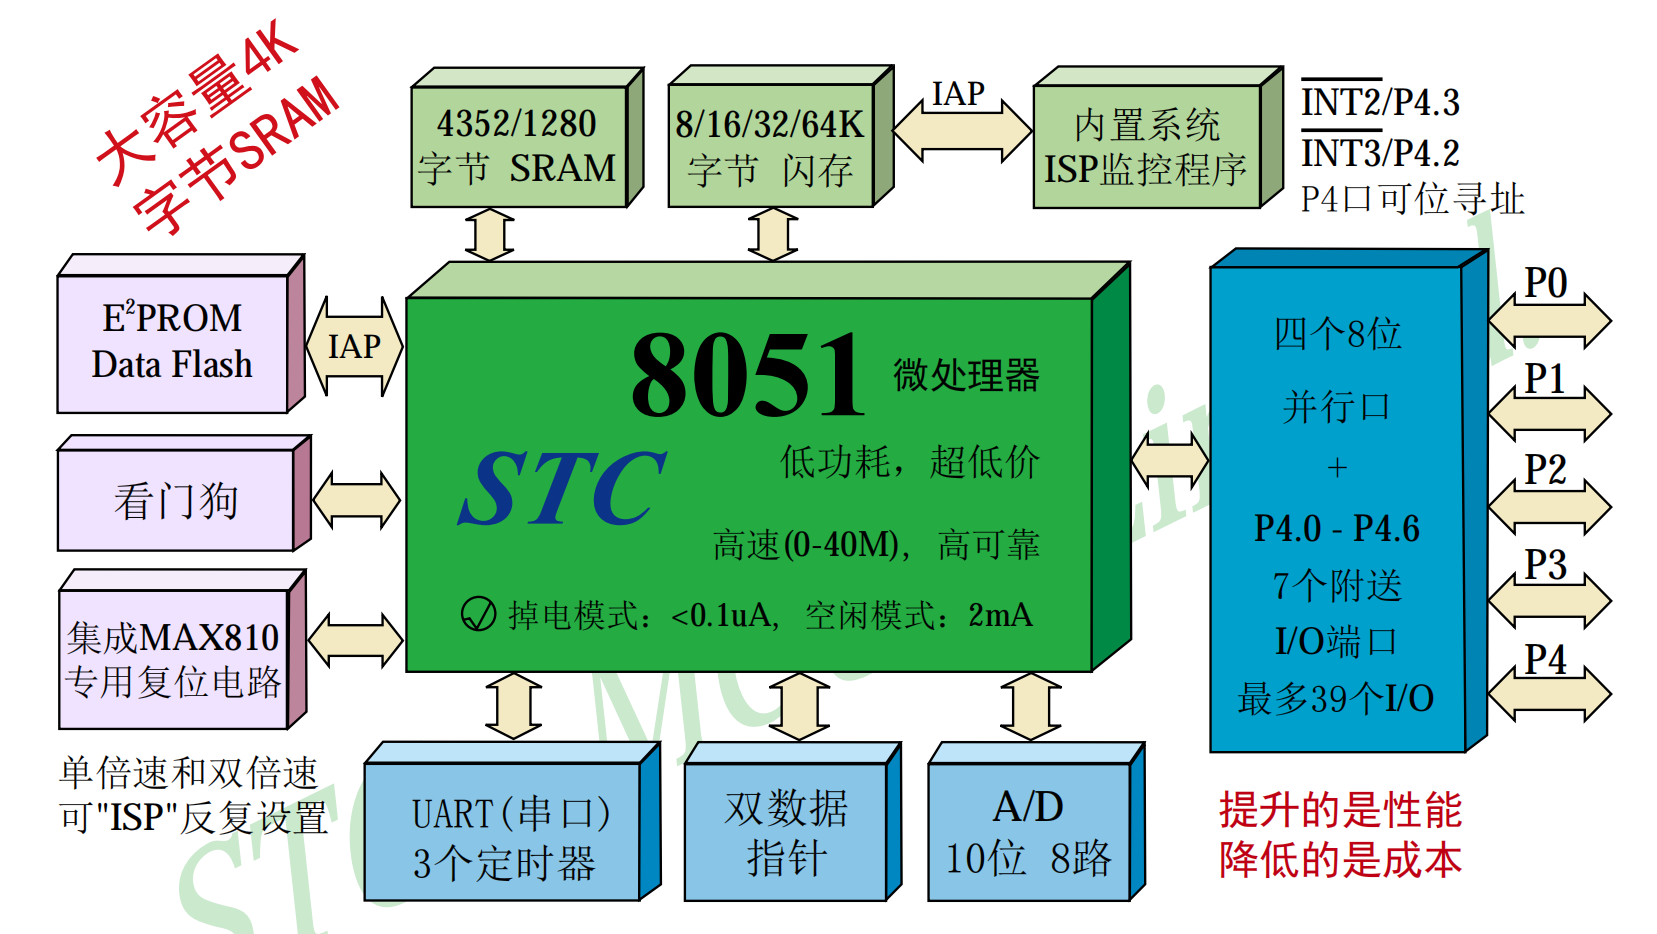 大容量4K
字节SRAM
4352/1280
字节 SRAM
8/16/32/64K
字节 闪存
IAP
内置系统
ISP监控程序
INT2/P4.3
INT3/P4.2
P4口可位寻址
E²PROM
Data Flash
IAP
看门狗
集成MAX810
专用复位电路
单倍速和双倍速
可"ISP"反复设置
8051 微处理器
STC
低功耗，超低价
高速(0-40M)，高可靠
掉电模式：<0.1uA，空闲模式：2mA
四个8位
并行口
+
P4.0 - P4.6
7个附送
I/O端口
最多39个I/O
P0
P1
P2
P3
P4
UART(串口)
3个定时器
双数据
指针
A/D
10位 8路
提升的是性能
降低的是成本